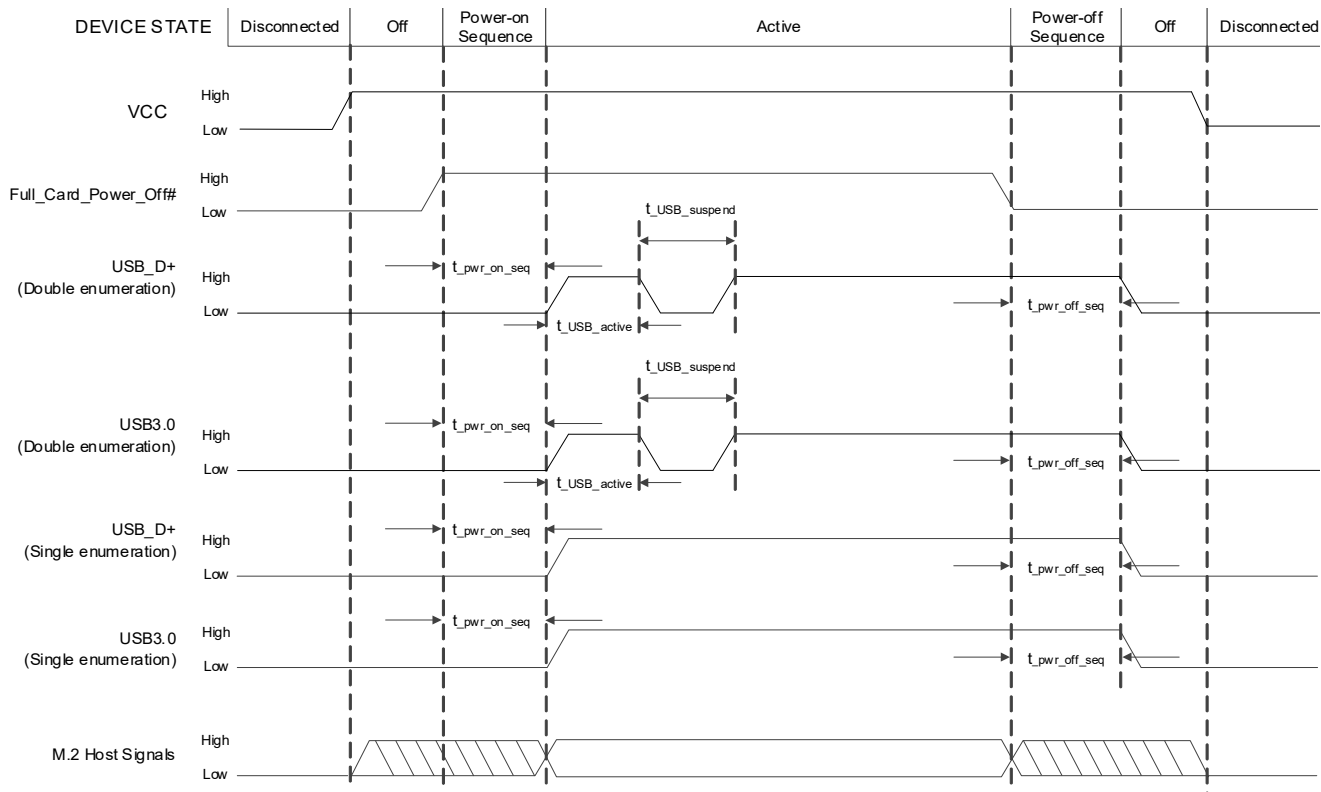 DEVICE STATE Disconnected Off Power-on Sequence Active Power-off Sequence Off Disconnected
VCC High
Low
Full_Card_Power_Off# High
Low
t_USB_suspend
USB_D+
(Double enumeration) High
Low
t_pwr_on_seq
t_USB_active
t_pwr_off_seq
t_USB_suspend
USB3.0
(Double enumeration) High
Low
t_pwr_on_seq
t_USB_active
t_pwr_off_seq
USB_D+
(Single enumeration) High
Low
t_pwr_on_seq
t_pwr_off_seq
USB3.0
(Single enumeration) High
Low
t_pwr_on_seq
t_pwr_off_seq
M.2 Host Signals High
Low